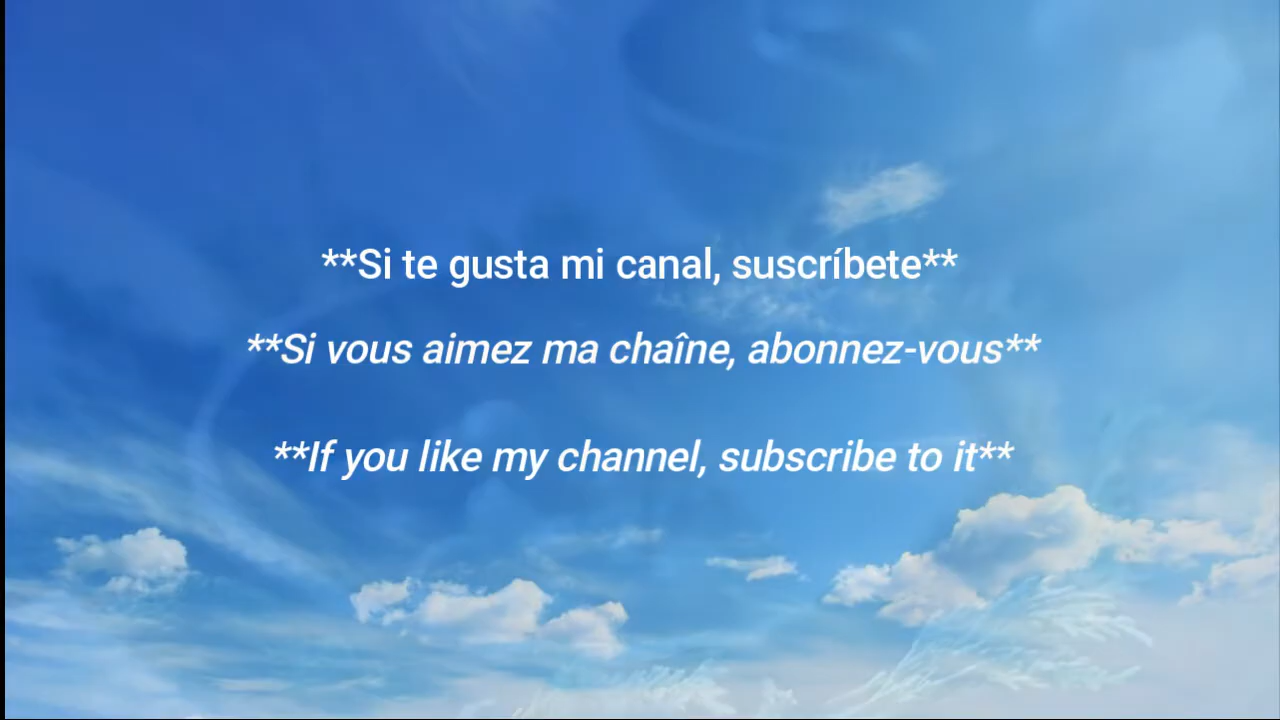 **Si te gusta mi canal, suscríbete**
**Si vous aimez ma chaîne, abonnez-vous**
**If you like my channel, subscribe to it**